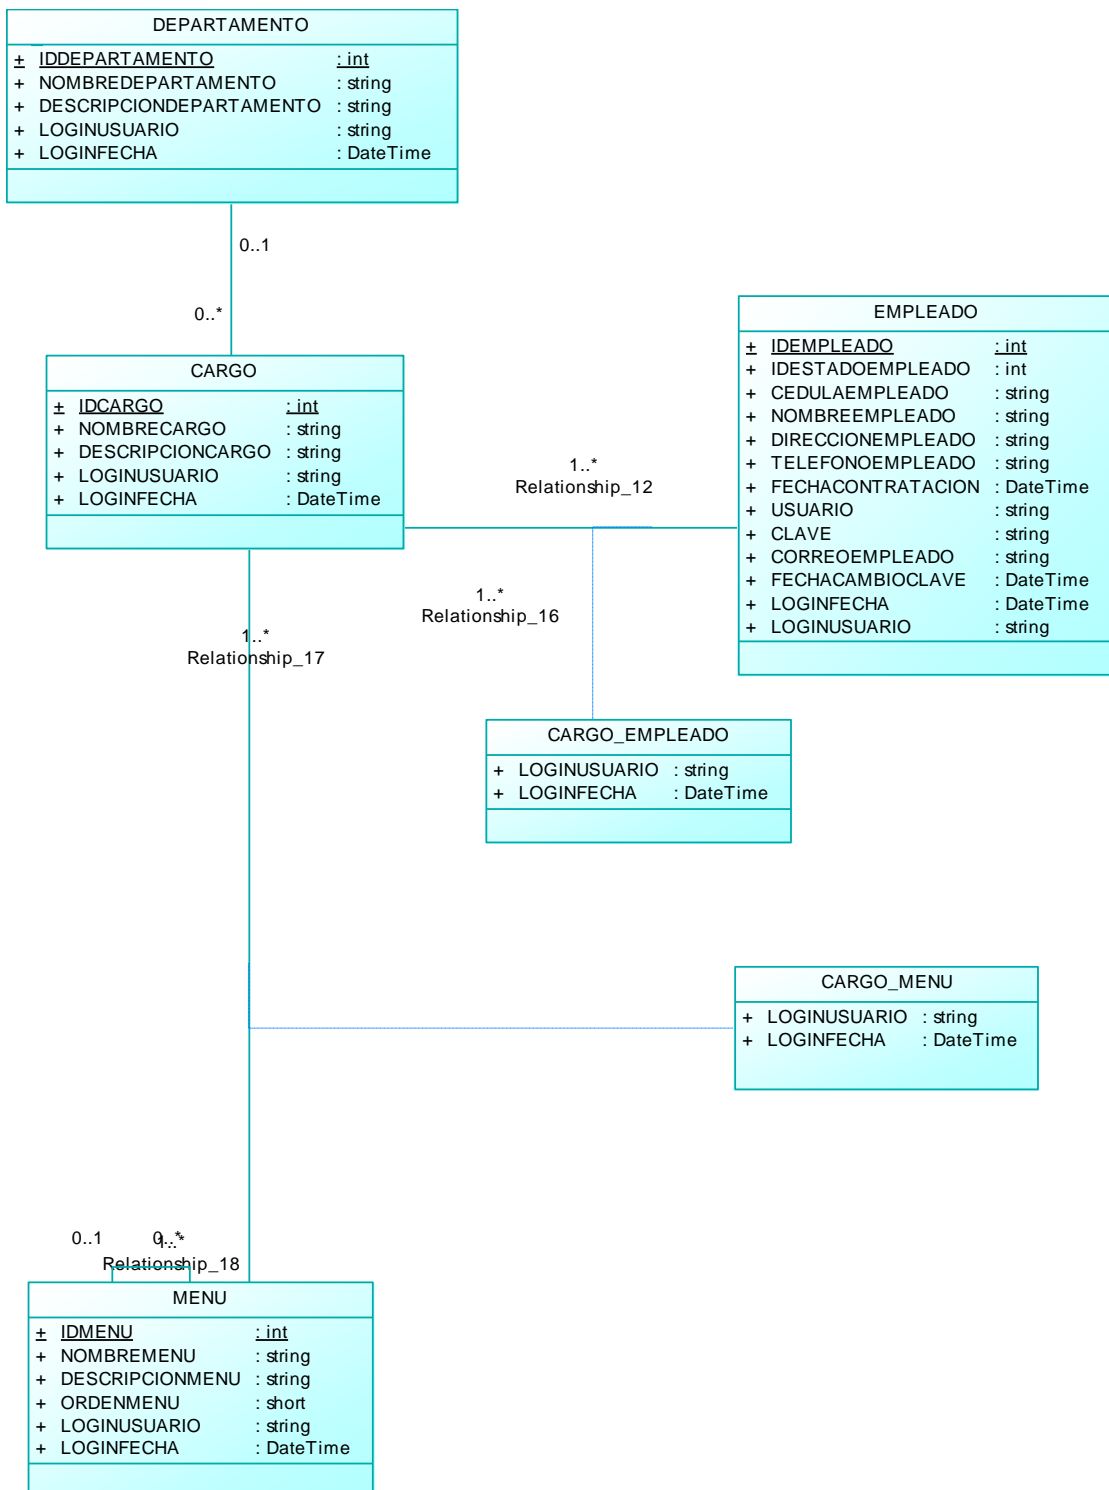 DEPARTAMENTO
+ IDDEPARTAMENTO : int
+ NOMBREDEPARTAMENTO : string
+ DESCRIPCIONDEPARTAMENTO : string
+ LOGINUSUARIO : string
+ LOGINFECHA : DateTime
0..1
0..*
CARGO
+ IDCARGO : int
+ NOMBRECARGO : string
+ DESCRIPCIONCARGO : string
+ LOGINUSUARIO : string
+ LOGINFECHA : DateTime
EMPLEADO
+ IDEMPLEADO : int
+ IDESTADOEMPLEADO : int
+ CEDULAEMPLEADO : string
+ NOMBREEMPLEADO : string
+ DIRECCIONEMPLEADO : string
+ TELEFONOEMPLEADO : string
+ FECHACONTRATACION : DateTime
+ USUARIO : string
+ CLAVE : string
+ CORREOEMPLEADO : string
+ FECHACAMBIOCLAVE : DateTime
+ LOGINFECHA : DateTime
+ LOGINUSUARIO : string
1..*
Relationship_12
1..*
Relationship_16
1..*
Relationship_17
CARGO_EMPLEADO
+ LOGINUSUARIO : string
+ LOGINFECHA : DateTime
CARGO_MENU
+ LOGINUSUARIO : string
+ LOGINFECHA : DateTime
0..1
0..*
1..*
Relationship_18
MENU
+ IDMENU : int
+ NOMBREMENU : string
+ DESCRIPCIONMENU : string
+ ORDENMENU : short
+ LOGINUSUARIO : string
+ LOGINFECHA : DateTime